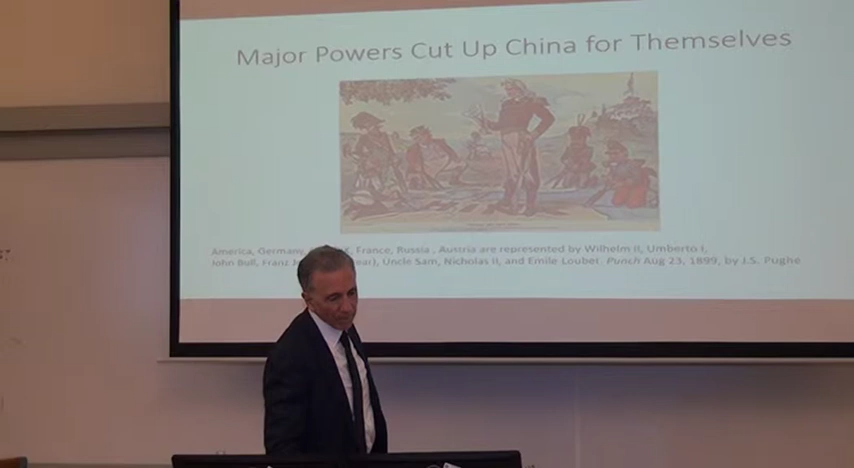 Major Powers Cut Up China For Themselves
America, Germany, France, Russia , Austria are represented by Wilhelm II, Umberto I,
John Bull, Franz Uncle Sam, Nicholas II, and Emile Loubet. Punch Aug 23, 1899, by J.S. Pughe